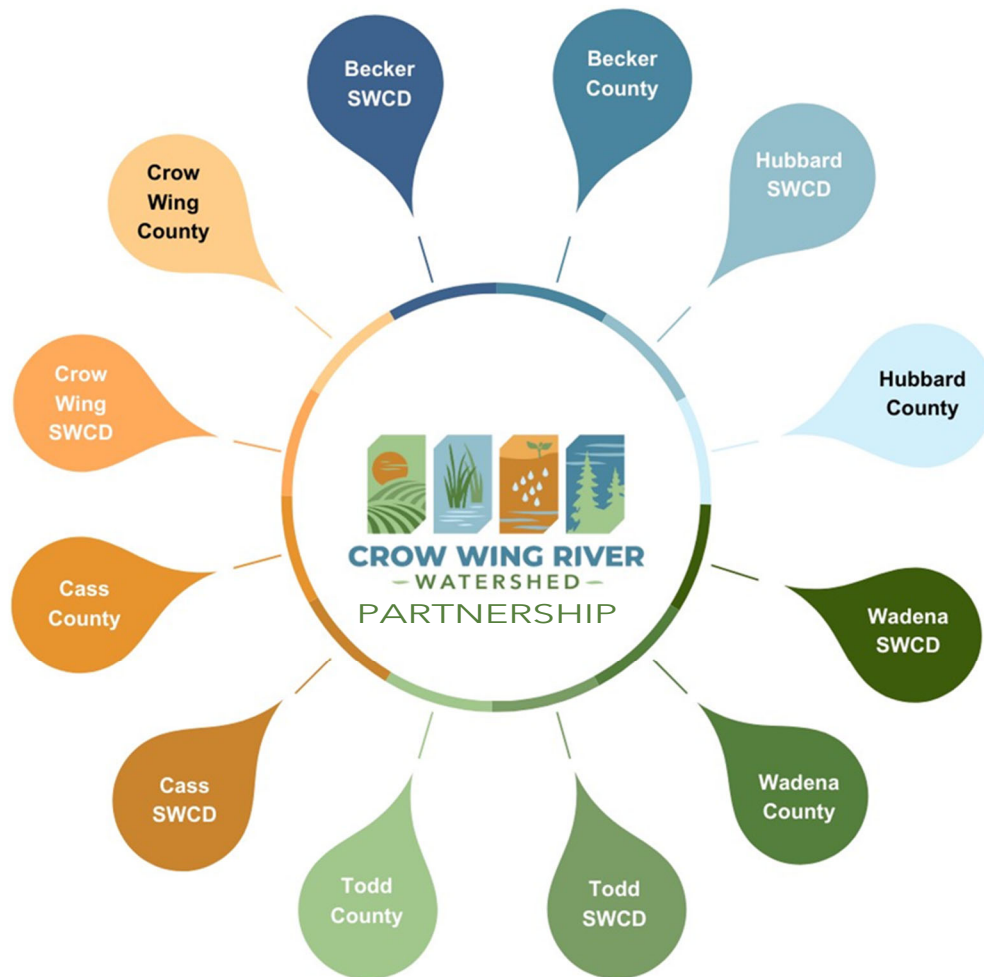 Becker
SWCD
Becker
County
Hubbard
SWCD
Hubbard
County
Wadena
SWCD
Wadena
County
Todd
SWCD
Todd
County
Cass
SWCD
Cass
County
Crow
Wing
SWCD
Crow
Wing
County
CROW WING RIVER
WATERSHED
PARTNERSHIP